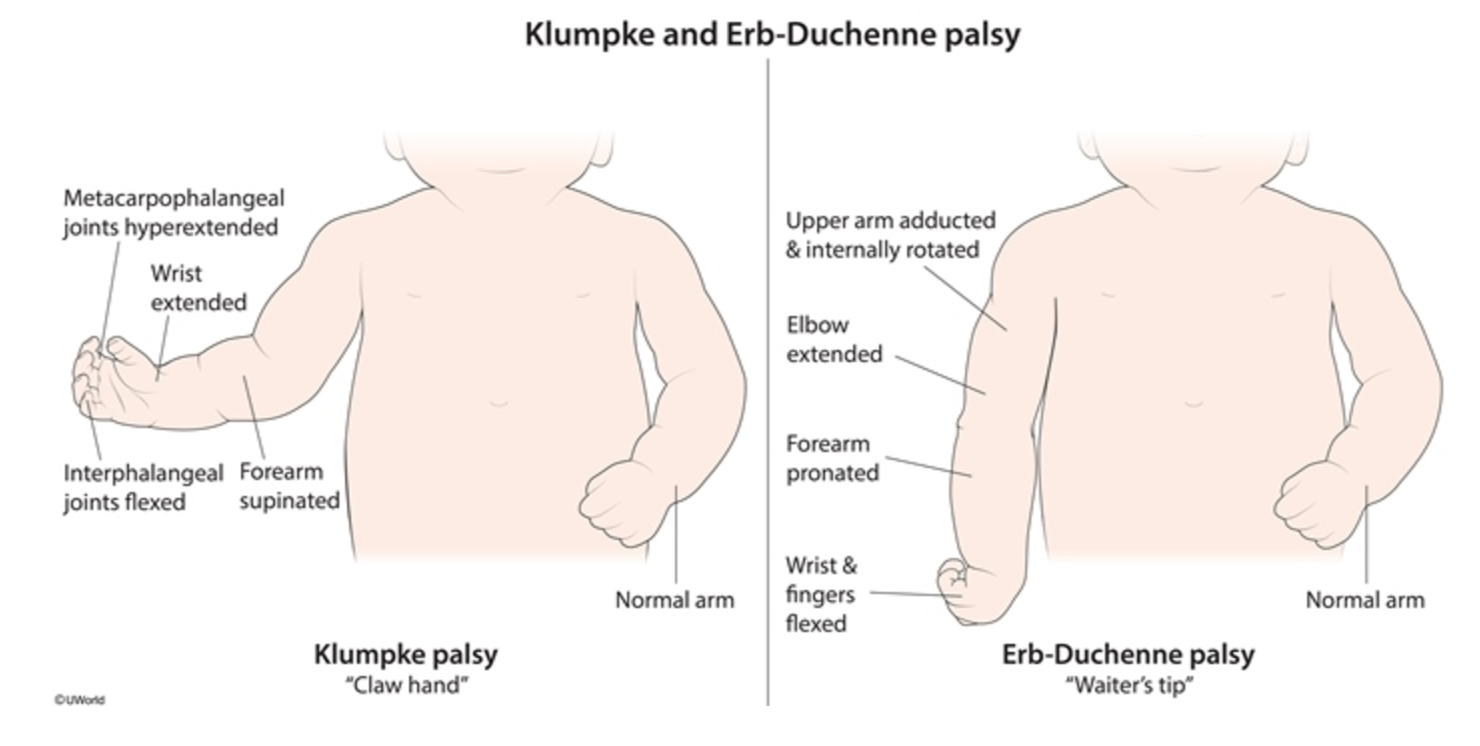 Klumpke and Erb-Duchenne palsy
Metacarpophalangeal
joints hyperextended
Wrist
extended
Interphalangeal
joints flexed
Forearm
supinated
Normal arm
Klumpke palsy
“Claw hand”
©UWorld
Upper arm adducted
& internally rotated
Elbow
extended
Forearm
pronated
Wrist &
fingers
flexed
Normal arm
Erb-Duchenne palsy
“Waiter’s tip”